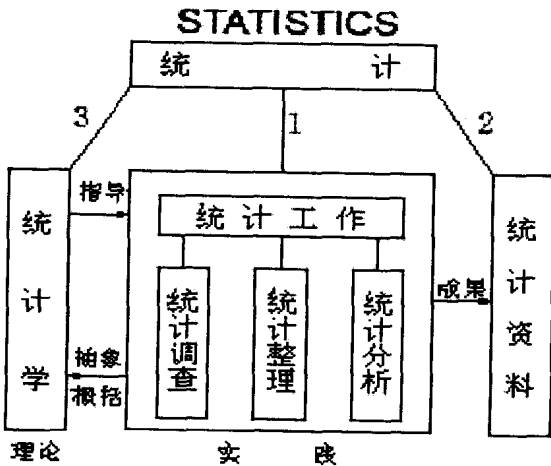 STATISTICS
统 计
3
1
2
统计学
指导
抽象
概括
统计工作
统计调查
统计整理
统计分析
成果
统计资料
理论
实 践